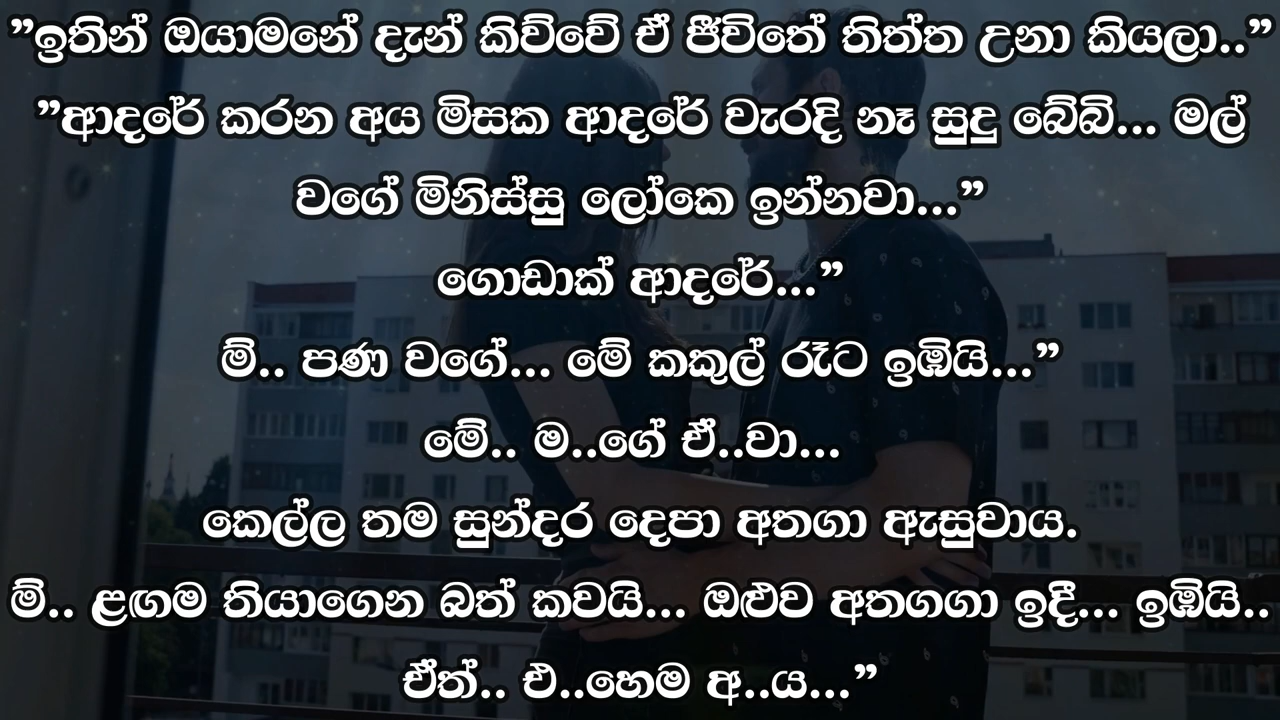 ”ඉතින් ඔයාමනේ දැන් කිව්වේ ඒ ජීවිතේ තිත්ත උනා කියලා..”
”ආදරේ කරන අය මිසක ආදරේ වැරදි නෑ සුදු බේබි... මල්
වගේ මිනිස්සු ලෝකෙ ඉන්නවා...”
ගොඩාක් ආදරේ...”
ම්.. පණ වගේ... මේ කකුල් රෑට ඉඹියි...”
මේ.. ම..ගේ ඒ..වා...
කෙල්ල තම සුන්දර දෙපා අතගා ඇසුවාය.
ම්.. ළඟම තියාගෙන බත් කවයි... ඔළුව අතගගා ඉදී... ඉඹියි..
ඒත්.. එ..හෙම අ..ය...”